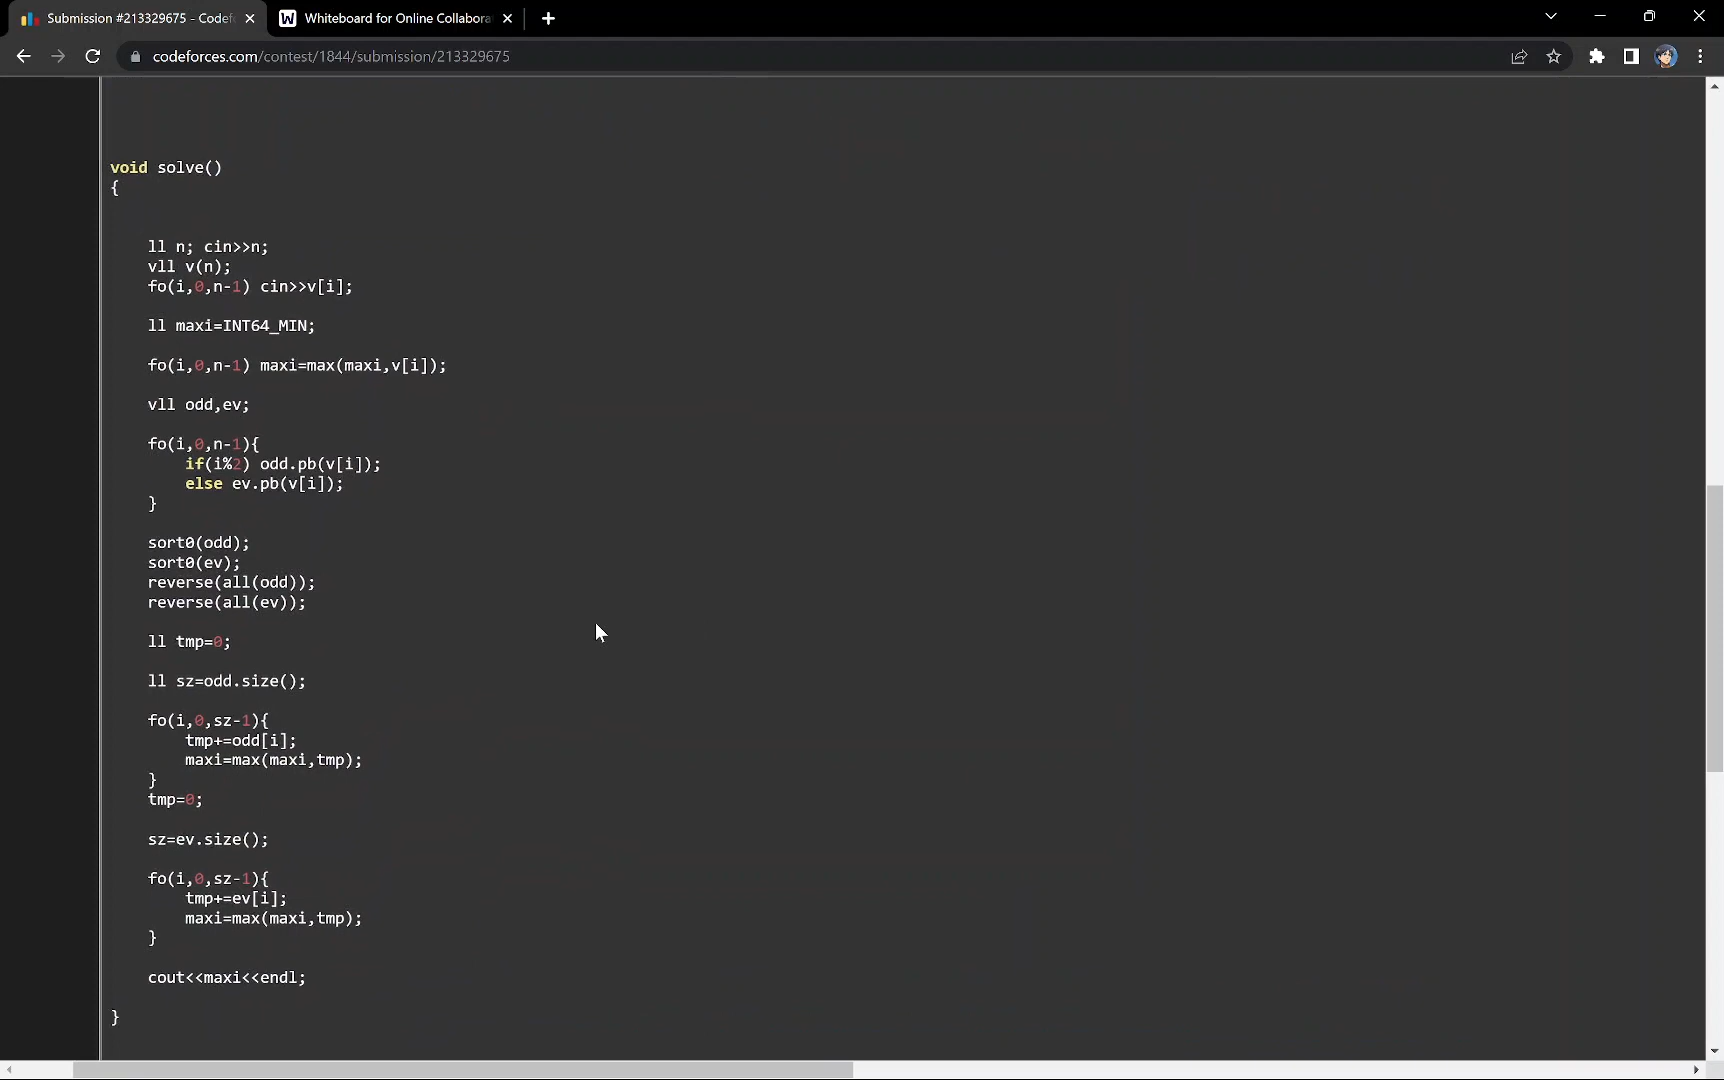 Submission #213329675 - Codef
Whiteboard for Online Collabora
codeforces.com/contest/1844/submission/213329675
void solve()
{
ll n; cin>>n;
vll v(n);
fo(i,0,n-1) cin>>v[i];
ll maxi=INT64_MIN;
fo(i,0,n-1) maxi=max(maxi,v[i]);
vll odd,ev;
fo(i,0,n-1){
if(i%2) odd.pb(v[i]);
else ev.pb(v[i]);
}
sort0(odd);
sort0(ev);
reverse(all(odd));
reverse(all(ev));
ll tmp=0;
ll sz=odd.size();
fo(i,0,sz-1){
tmp+=odd[i];
maxi=max(maxi,tmp);
}
tmp=0;
sz=ev.size();
fo(i,0,sz-1){
tmp+=ev[i];
maxi=max(maxi,tmp);
}
cout<<maxi<<endl;
}